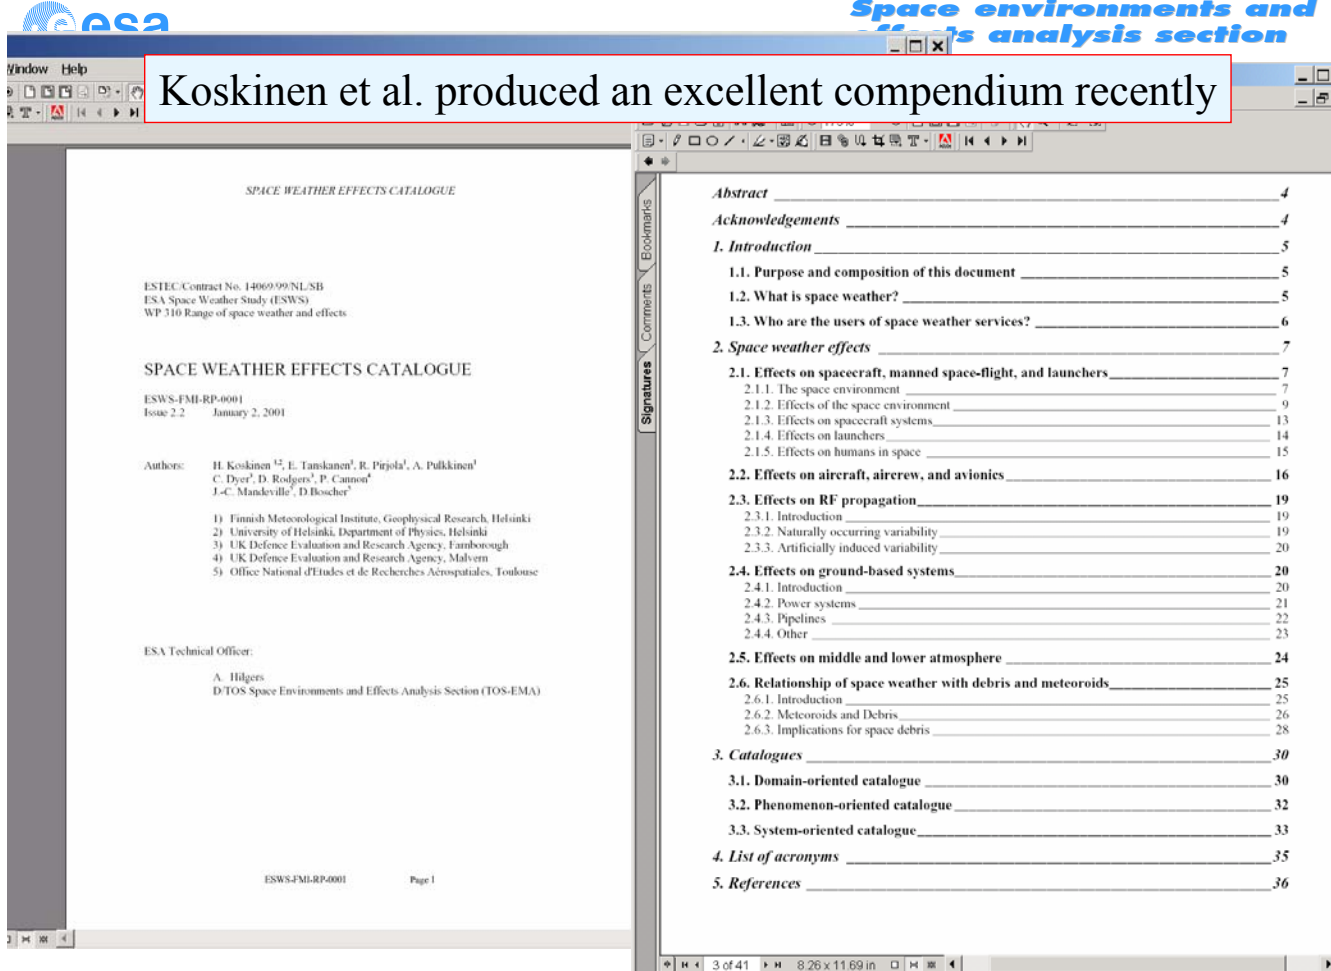 esa
Space environments and
effects analysis section
Koskinen et al. produced an excellent compendium recently
Window Help
SPACE WEATHER EFFECTS CATALOGUE
ESTEC/Contract No. 14069/99/NL/SB
ESA Space Weather Study (ESWS)
WP 310 Range of space weather and effects
SPACE WEATHER EFFECTS CATALOGUE
ESWS-FMI-RP-0001
Issue 2.2 January 2, 2001
Authors: H. Koskinen 1,2, E. Tanskanen1, R. Pirjola1, A. Pulkkinen1
C. Dyer3, D. Rodgers3, P. Cannon4
J.-C. Mandeville5, D.Boscher5
1) Finnish Meteorological Institute, Geophysical Research, Helsinki
2) University of Helsinki, Department of Physics, Helsinki
3) UK Defence Evaluation and Research Agency, Farnborough
4) UK Defence Evaluation and Research Agency, Malvern
5) Office National d'Etudes et de Recherches Aérospatiales, Toulouse
ESA Technical Officer:
A. Hilgers
D/TOS Space Environments and Effects Analysis Section (TOS-EMA)
ESWS-FMI-RP-0001 Page 1
Bookmarks
Comments
Signatures
Abstract 4
Acknowledgements 4
1. Introduction 5
1.1. Purpose and composition of this document 5
1.2. What is space weather? 5
1.3. Who are the users of space weather services? 6
2. Space weather effects 7
2.1. Effects on spacecraft, manned space-flight, and launchers 7
2.1.1. The space environment 7
2.1.2. Effects of the space environment 9
2.1.3. Effects on spacecraft systems 13
2.1.4. Effects on launchers 14
2.1.5. Effects on humans in space 15
2.2. Effects on aircraft, aircrew, and avionics 16
2.3. Effects on RF propagation 19
2.3.1. Introduction 19
2.3.2. Naturally occurring variability 19
2.3.3. Artificially induced variability 20
2.4. Effects on ground-based systems 20
2.4.1. Introduction 20
2.4.2. Power systems 21
2.4.3. Pipelines 22
2.4.4. Other 23
2.5. Effects on middle and lower atmosphere 24
2.6. Relationship of space weather with debris and meteoroids 25
2.6.1. Introduction 25
2.6.2. Meteoroids and Debris 26
2.6.3. Implications for space debris 28
3. Catalogues 30
3.1. Domain-oriented catalogue 30
3.2. Phenomenon-oriented catalogue 32
3.3. System-oriented catalogue 33
4. List of acronyms 35
5. References 36
3 of 41 8.26 x 11.69 in